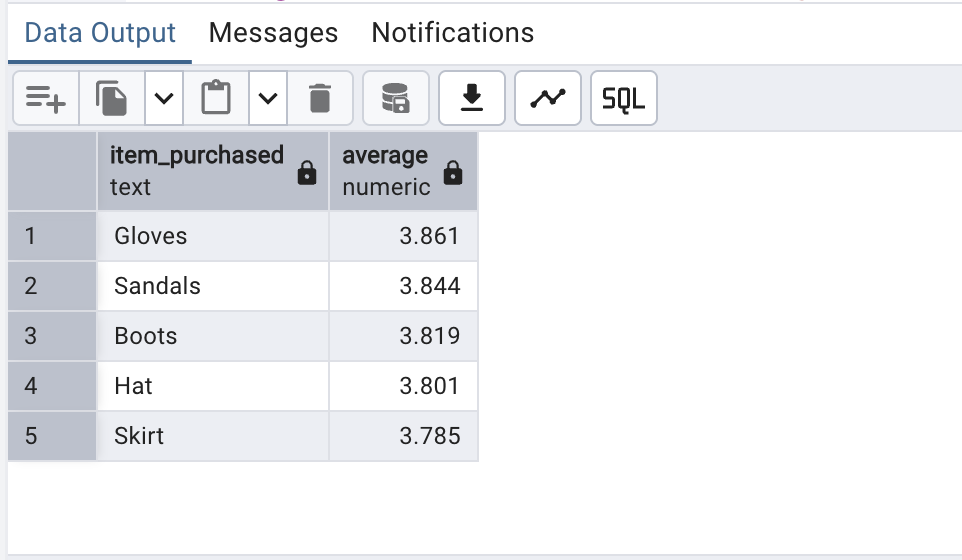 Data Output Messages Notifications
SQL
item_purchased average
text numeric
1 Gloves 3.861
2 Sandals 3.844
3 Boots 3.819
4 Hat 3.801
5 Skirt 3.785